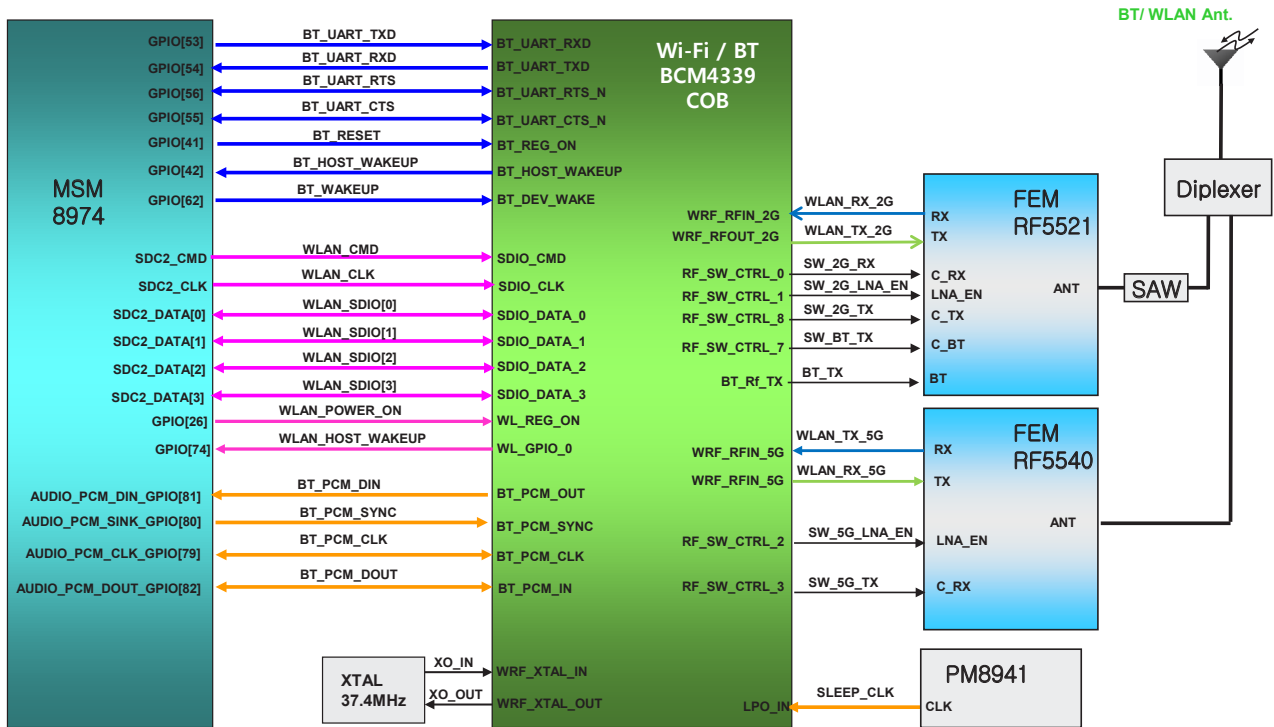 BT/ WLAN Ant.
MSM
8974
GPIO[53]
GPIO[54]
GPIO[56]
GPIO[55]
GPIO[41]
GPIO[42]
GPIO[62]
SDC2_CMD
SDC2_CLK
SDC2_DATA[0]
SDC2_DATA[1]
SDC2_DATA[2]
SDC2_DATA[3]
GPIO[26]
GPIO[74]
AUDIO_PCM_DIN_GPIO[81]
AUDIO_PCM_SINK_GPIO[80]
AUDIO_PCM_CLK_GPIO[79]
AUDIO_PCM_DOUT_GPIO[82]
BT_UART_TXD
BT_UART_RXD
BT_UART_RTS
BT_UART_CTS
BT_RESET
BT_HOST_WAKEUP
BT_WAKEUP
WLAN_CMD
WLAN_CLK
WLAN_SDIO[0]
WLAN_SDIO[1]
WLAN_SDIO[2]
WLAN_SDIO[3]
WLAN_POWER_ON
WLAN_HOST_WAKEUP
BT_PCM_DIN
BT_PCM_SYNC
BT_PCM_CLK
BT_PCM_DOUT
XTAL
37.4MHz
XO_IN
XO_OUT
Wi-Fi / BT
BCM4339
COB
BT_UART_RXD
BT_UART_TXD
BT_UART_RTS_N
BT_UART_CTS_N
BT_REG_ON
BT_HOST_WAKEUP
BT_DEV_WAKE
SDIO_CMD
SDIO_CLK
SDIO_DATA_0
SDIO_DATA_1
SDIO_DATA_2
SDIO_DATA_3
WL_REG_ON
WL_GPIO_0
BT_PCM_OUT
BT_PCM_SYNC
BT_PCM_CLK
BT_PCM_IN
WRF_XTAL_IN
WRF_XTAL_OUT
WRF_RFIN_2G
WRF_RFOUT_2G
RF_SW_CTRL_0
RF_SW_CTRL_1
RF_SW_CTRL_8
RF_SW_CTRL_7
BT_Rf_TX
WRF_RFIN_5G
WRF_RFIN_5G
RF_SW_CTRL_2
RF_SW_CTRL_3
LPO_IN
WLAN_RX_2G
WLAN_TX_2G
SW_2G_RX
SW_2G_LNA_EN
SW_2G_TX
SW_BT_TX
BT_TX
WLAN_TX_5G
WLAN_RX_5G
SW_5G_LNA_EN
SW_5G_TX
SLEEP_CLK
FEM
RF5521
RX
TX
C_RX
LNA_EN
C_TX
C_BT
BT
ANT
FEM
RF5540
RX
TX
LNA_EN
C_RX
ANT
PM8941
CLK
SAW
Diplexer